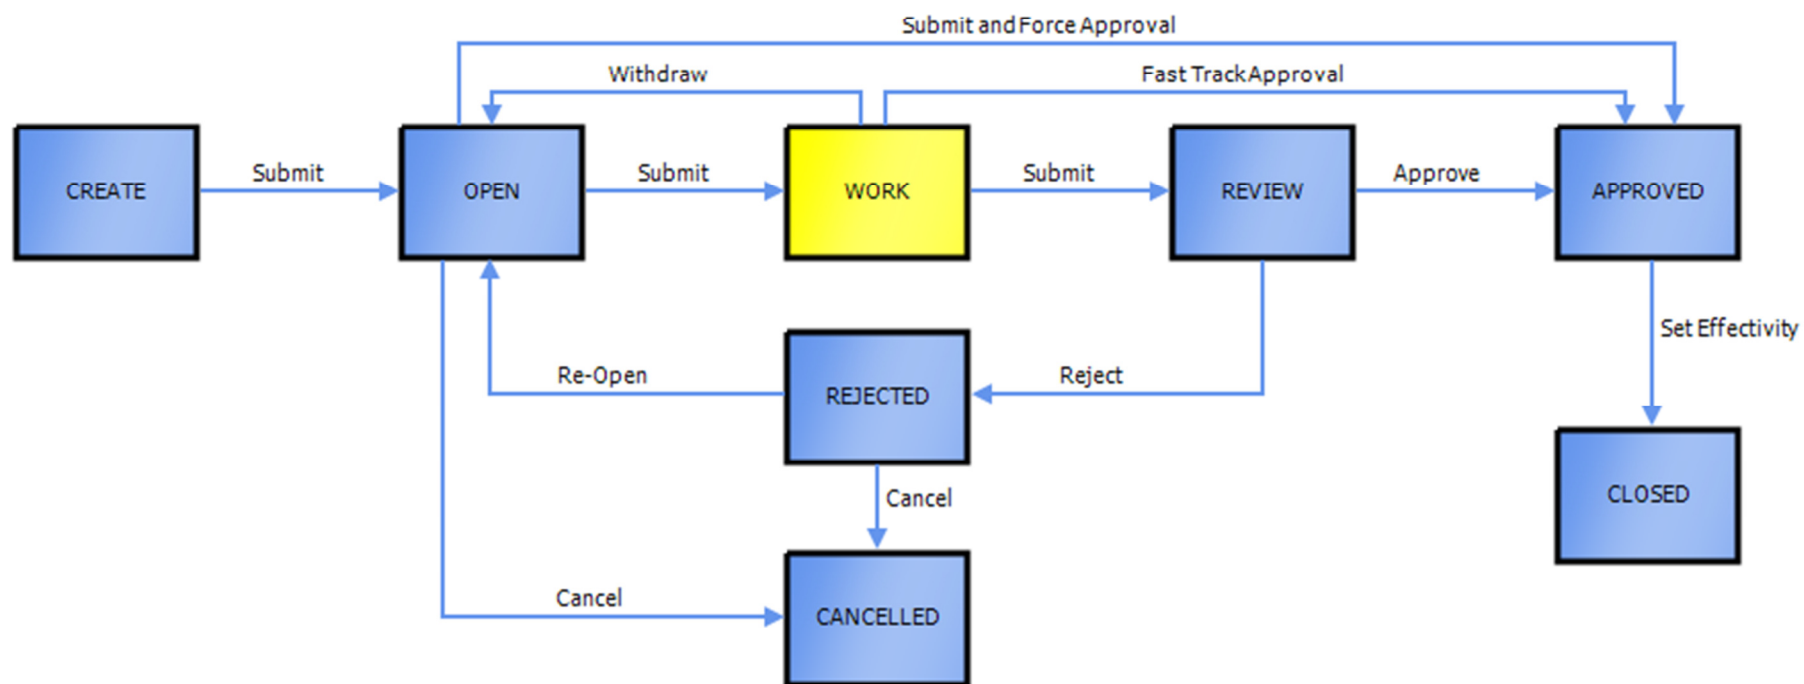 Submit and Force Approval
Withdraw
Fast Track Approval
CREATE
Submit
OPEN
Submit
WORK
Submit
REVIEW
Approve
APPROVED
Set Effectivity
Re-Open
REJECTED
Reject
Cancel
CLOSED
Cancel
CANCELLED